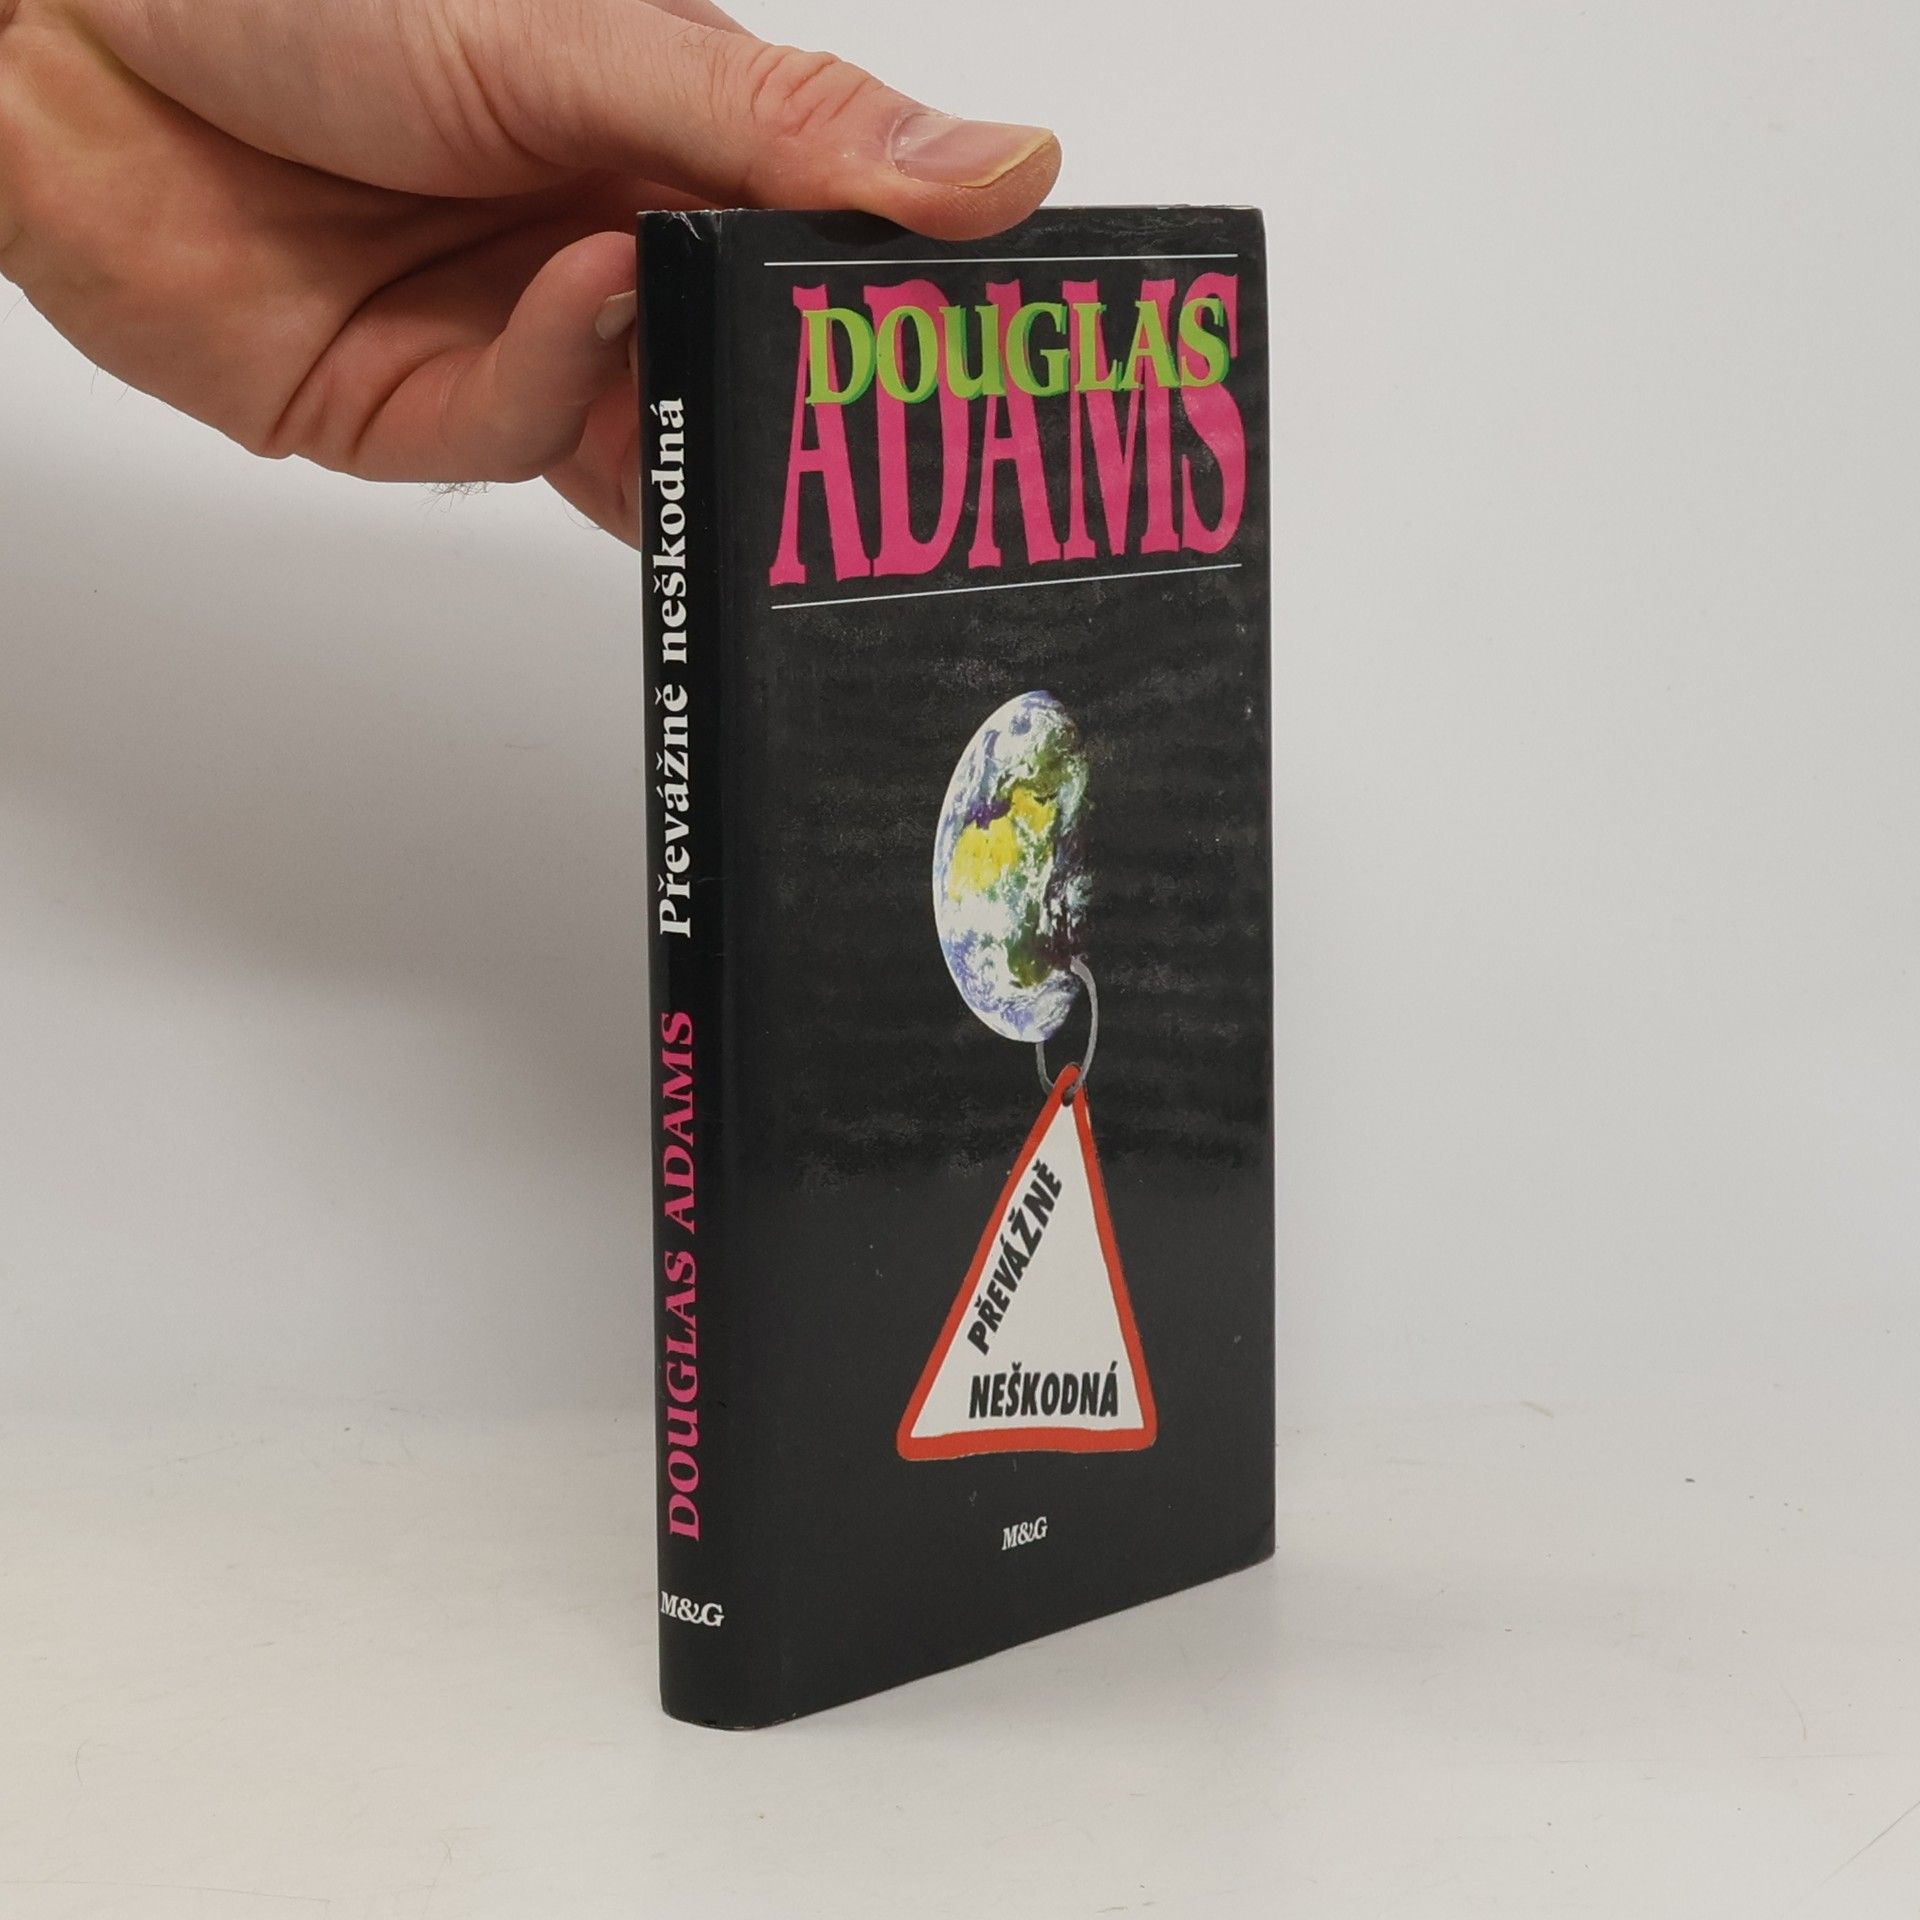 DOUGLAS
ADAMS
PŘEVÁŽNĚ
NEŠKODNÁ
M&G
Převážně neškodná
DOUGLAS ADAMS
M&G